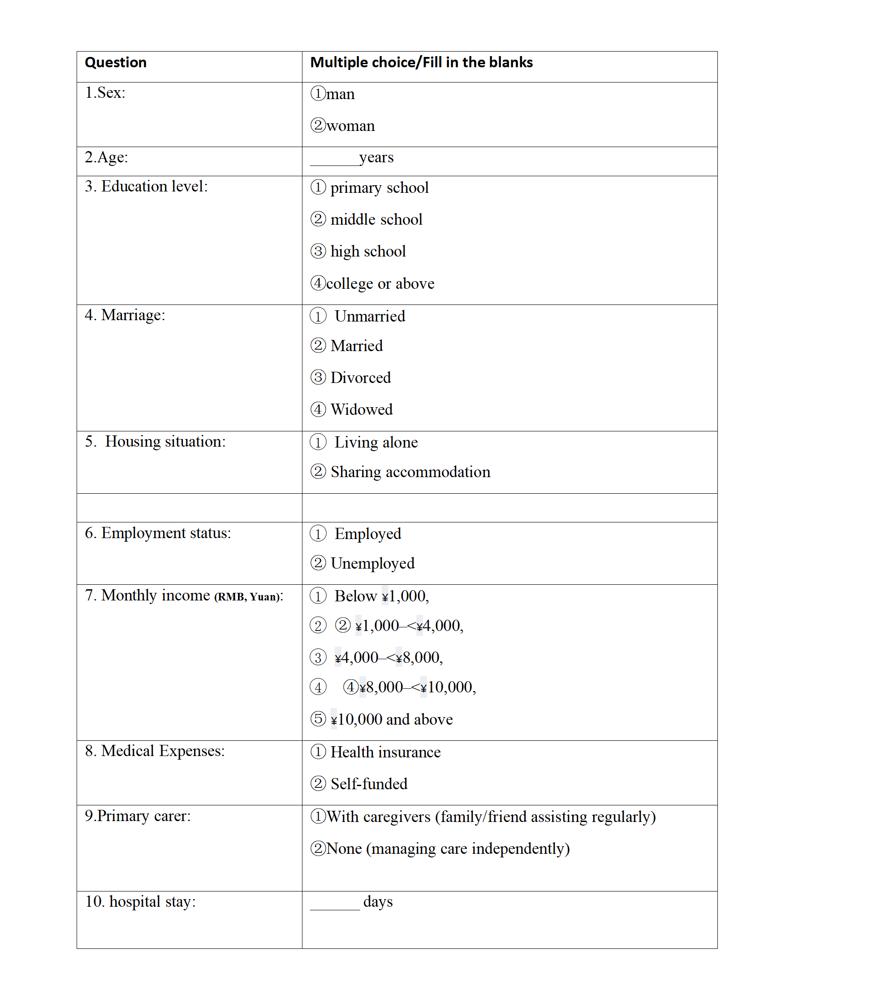 Question
Multiple choice/Fill in the blanks
1.Sex:
①man
②woman
2.Age:
______years
3. Education level:
① primary school
② middle school
③ high school
④college or above
4. Marriage:
① Unmarried
② Married
③ Divorced
④ Widowed
5. Housing situation:
① Living alone
② Sharing accommodation
6. Employment status:
① Employed
② Unemployed
7. Monthly income (RMB, Yuan):
① Below ¥1,000,
② ② ¥1,000–<¥4,000,
③ ¥4,000–<¥8,000,
④ ④¥8,000–<¥10,000,
⑤ ¥10,000 and above
8. Medical Expenses:
① Health insurance
② Self-funded
9.Primary carer:
①With caregivers (family/friend assisting regularly)
②None (managing care independently)
10. hospital stay:
______ days